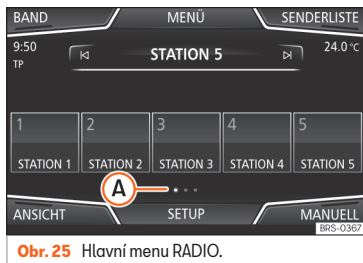 BAND MENÜ SENDERLISTE
9:50 STATION 5 24.0 °C
TP
1 2 3 4 5
STATION 1 STATION 2 STATION 3 STATION 4 STATION 5
A
ANSICHT SETUP MANUELL
BRS-0367
Obr. 25 Hlavní menu RADIO.